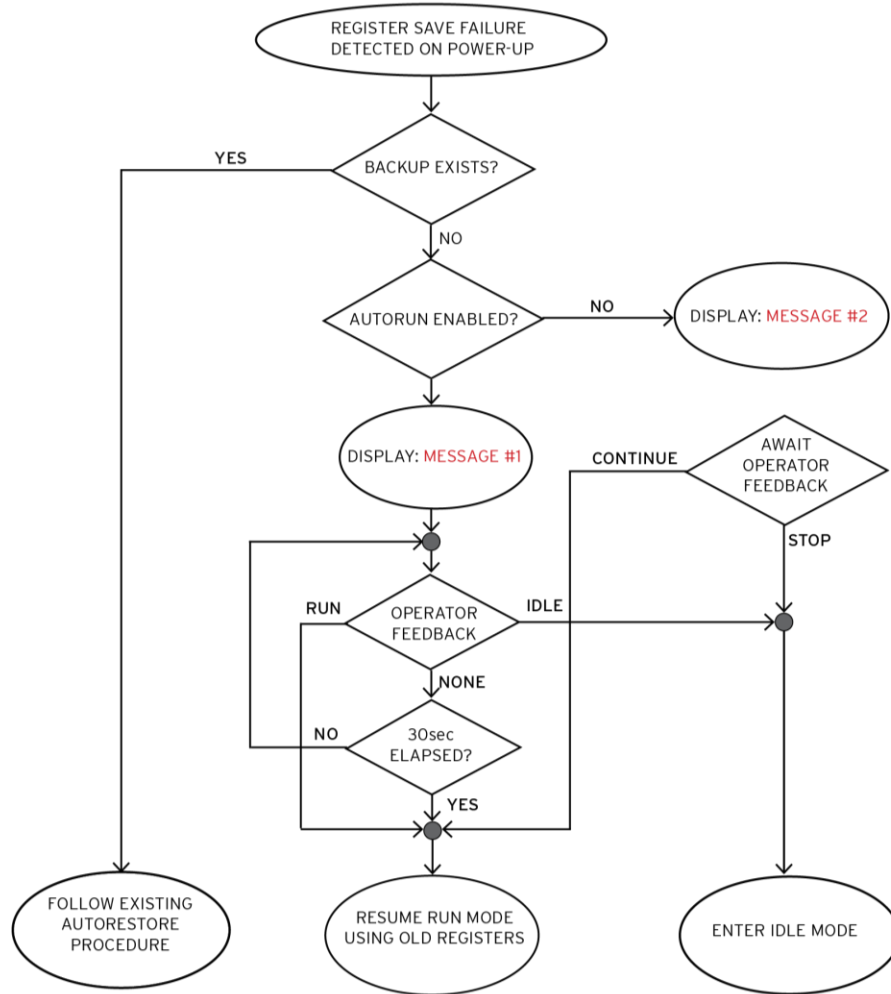 REGISTER SAVE FAILURE
DETECTED ON POWER-UP
YES
BACKUP EXISTS?
NO
AUTORUN ENABLED?
NO
DISPLAY: MESSAGE #2
DISPLAY: MESSAGE #1
CONTINUE
AWAIT
OPERATOR
FEEDBACK
STOP
RUN
OPERATOR
FEEDBACK
IDLE
NONE
NO
30sec
ELAPSED?
YES
FOLLOW EXISTING
AUTORESTORE
PROCEDURE
RESUME RUN MODE
USING OLD REGISTERS
ENTER IDLE MODE